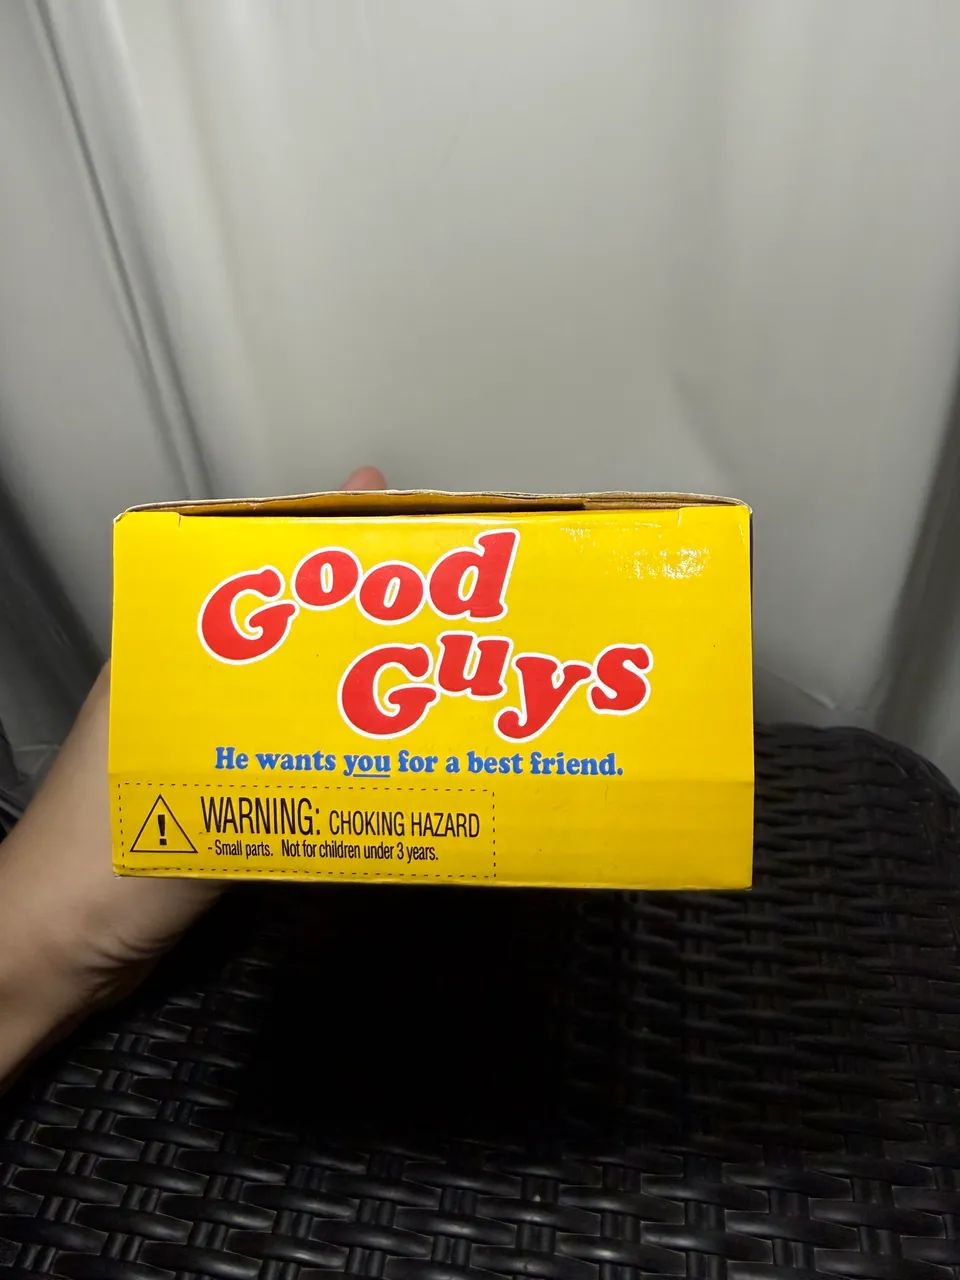 Good
Guys
He wants you for a best friend.
WARNING: CHOKING HAZARD
- Small parts. Not for children under 3 years.